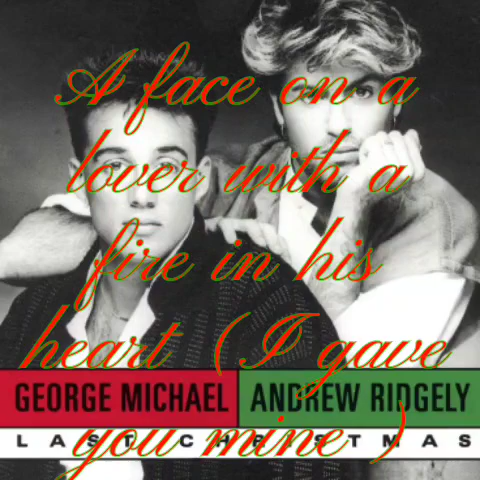 A face on a
lover with a
fire in his
heart (I gave
you mine )
GEORGE MICHAEL ANDREW RIDGELY
LAST CHRISTMAS